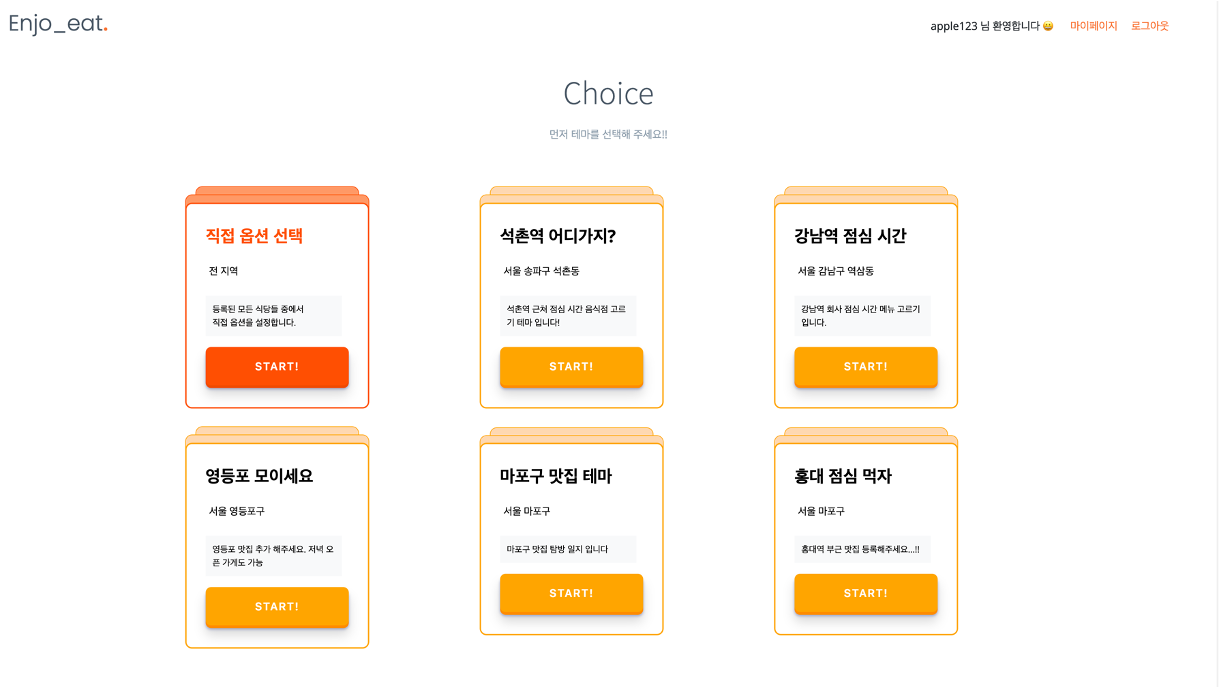 Enjo_eat.
apple123 님 환영합니다 😀 마이페이지 로그아웃
Choice
먼저 테마를 선택해 주세요!!
직접 옵션 선택
전 지역
등록된 모든 식당들 중에서
직접 옵션을 설정합니다.
START!
석촌역 어디가지?
서울 송파구 석촌동
석촌역 근처 점심 시간 음식점 고르
기 테마 입니다!
START!
강남역 점심 시간
서울 강남구 역삼동
강남역 회사 점심 시간 메뉴 고르기
입니다.
START!
영등포 모이세요
서울 영등포구
영등포 맛집 추가 해주세요. 저녁 오
픈 가게도 가능
START!
마포구 맛집 테마
서울 마포구
마포구 맛집 탐방 일지 입니다
START!
홍대 점심 먹자
서울 마포구
홍대역 부근 맛집 등록해주세요...!!
START!